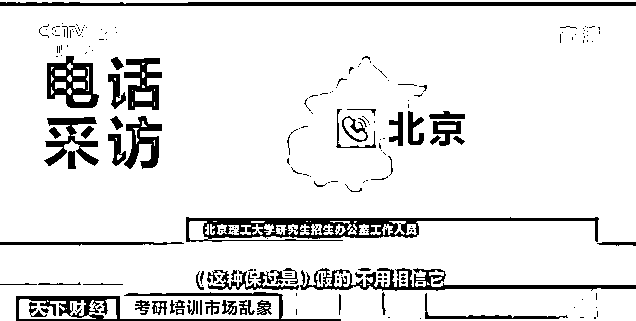 CCTV 2
电话
采访
北京
北京理工大学研究生招生办公室工作人员
(这种保过是)假的 不用相信它
天下财经 考研培训市场乱象